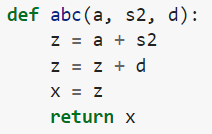 def abc(a, s2, d):
    z = a + s2
    z = z + d
    x = z
    return x